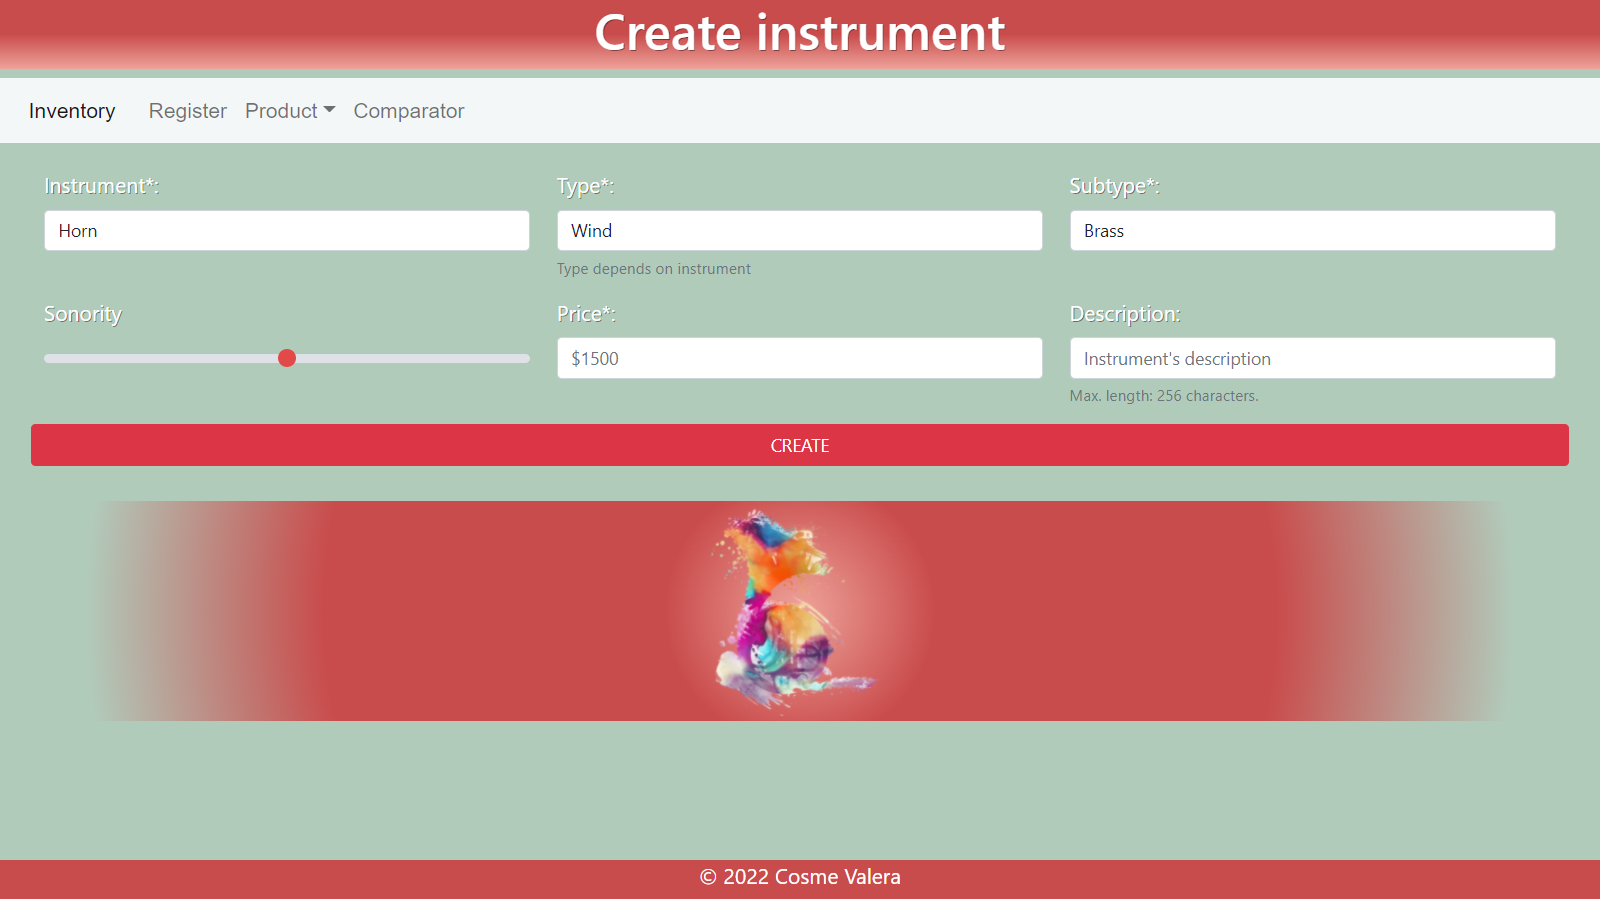 Create instrument
Inventory Register Product Comparator
Instrument*: Type*: Subtype*:
Horn Wind Brass
Type depends on instrument
Sonority Price*: Description:
$1500 Instrument's description
Max. length: 256 characters.
CREATE
© 2022 Cosme Valera